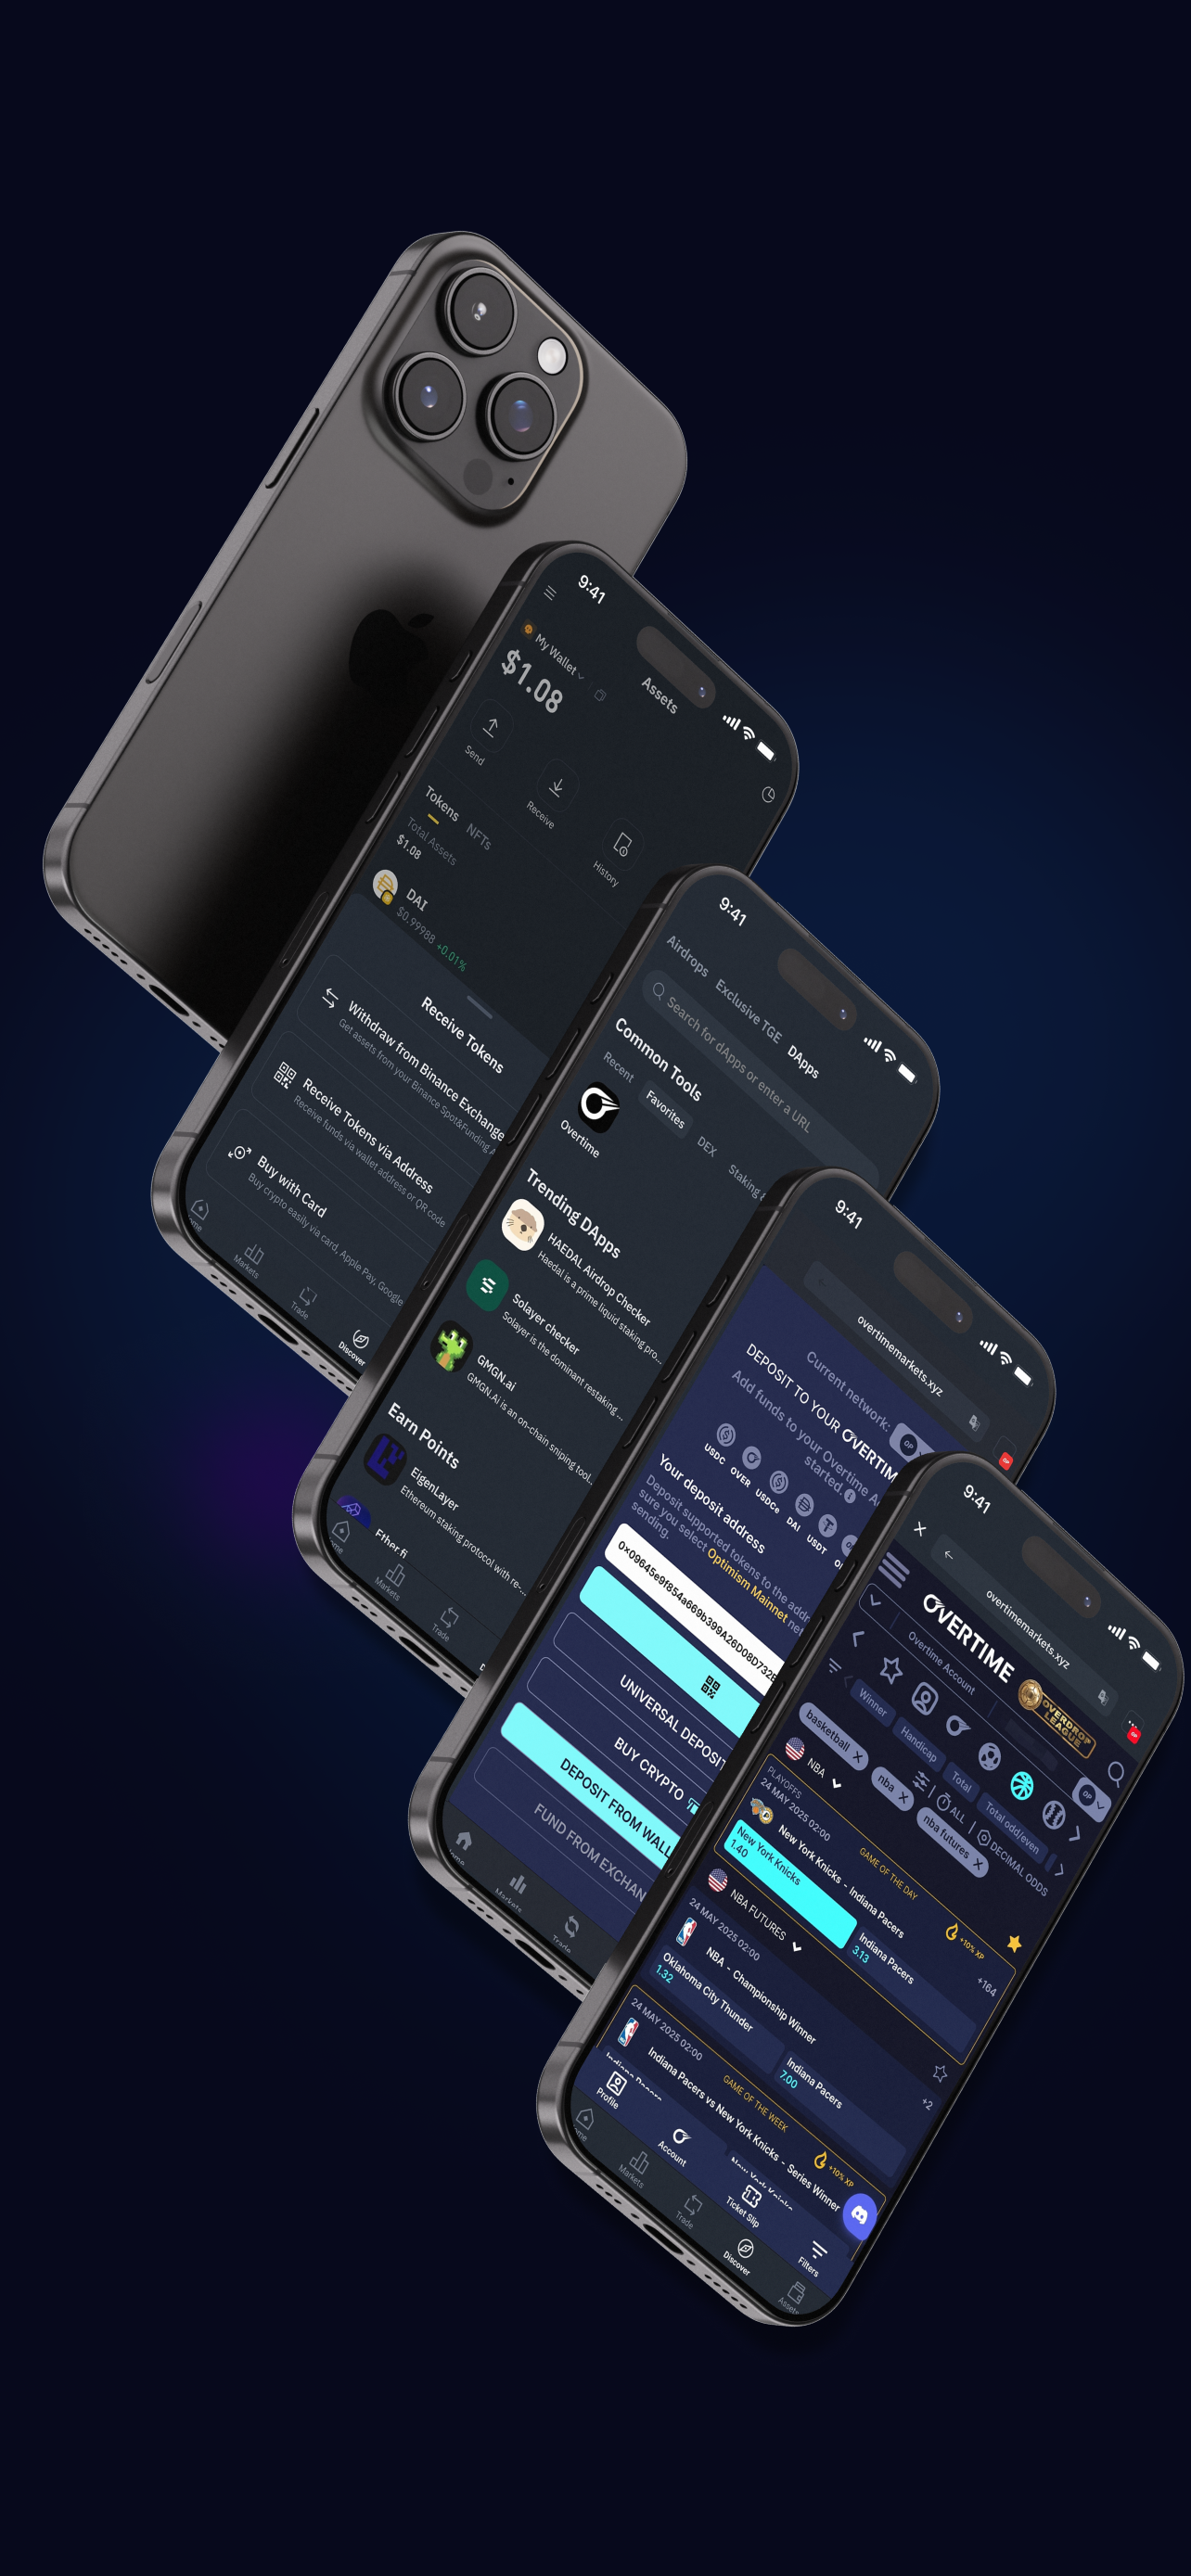 9:41
My Wallet
Assets
$1.08
Send
Receive
History
Tokens
NFTs
Total Assets
$1.08
DAI
$0.99988 +0.01%
Receive Tokens
Withdraw from Binance Exchange
Get assets from your Binance Spot&Funding
Receive Tokens via Address
Receive funds via wallet address or QR code
Buy with Card
Buy crypto easily via card, Apple Pay, Google
Markets
Trade
Discover
9:41
Airdrops
Exclusive TGE
DApps
Search for dApps or enter a URL
Common Tools
Recent
Favorites
DEX
Staking
Overtime
Trending DApps
HAEDAL Airdrop Checker
Haedal is a prime liquid staking pro...
Solayer checker
Solayer is the dominant restaking ...
GMGN.ai
GMGN.Ai is an on-chain sniping tool...
Earn Points
EigenLayer
Ethereum staking protocol with re-...
Ether fi
Markets
Trade
9:41
overtimemarkets.xyz
Current network:
OP
DEPOSIT TO YOUR OVERTIM
Add funds to your Overtime A
started.
USDC
OVER
USDCe
DAI
USDT
Your deposit address
Deposit supported tokens to the addr
sure you select Optimism Mainnet net
sending.
0x09645e9f854a669b399A26D08D732E
UNIVERSAL DEPOSIT
BUY CRYPTO
DEPOSIT FROM WALL
FUND FROM EXCHAN
Markets
Trade
9:41
overtimemarkets.xyz
OVERTIME
OVERDROP
LEAGUE
Overtime Account
OP
Winner
Handicap
Total
Total odd/even
basketball
nba
nba futures
ALL
DECIMAL ODDS
NBA
PLAYOFFS
24 MAY 2025 02:00
GAME OF THE DAY
+10% XP
New York Knicks - Indiana Pacers
+164
New York Knicks
1.40
Indiana Pacers
3.13
NBA FUTURES
24 MAY 2025 02:00
NBA - Championship Winner
+2
Oklahoma City Thunder
1.32
Indiana Pacers
7.00
24 MAY 2025 02:00
GAME OF THE WEEK
+10% XP
Indiana Pacers vs New York Knicks - Series Winner
Indiana Pacers
New York Knicks
Profile
Account
Ticket Slip
Filters
Markets
Trade
Discover
Assets